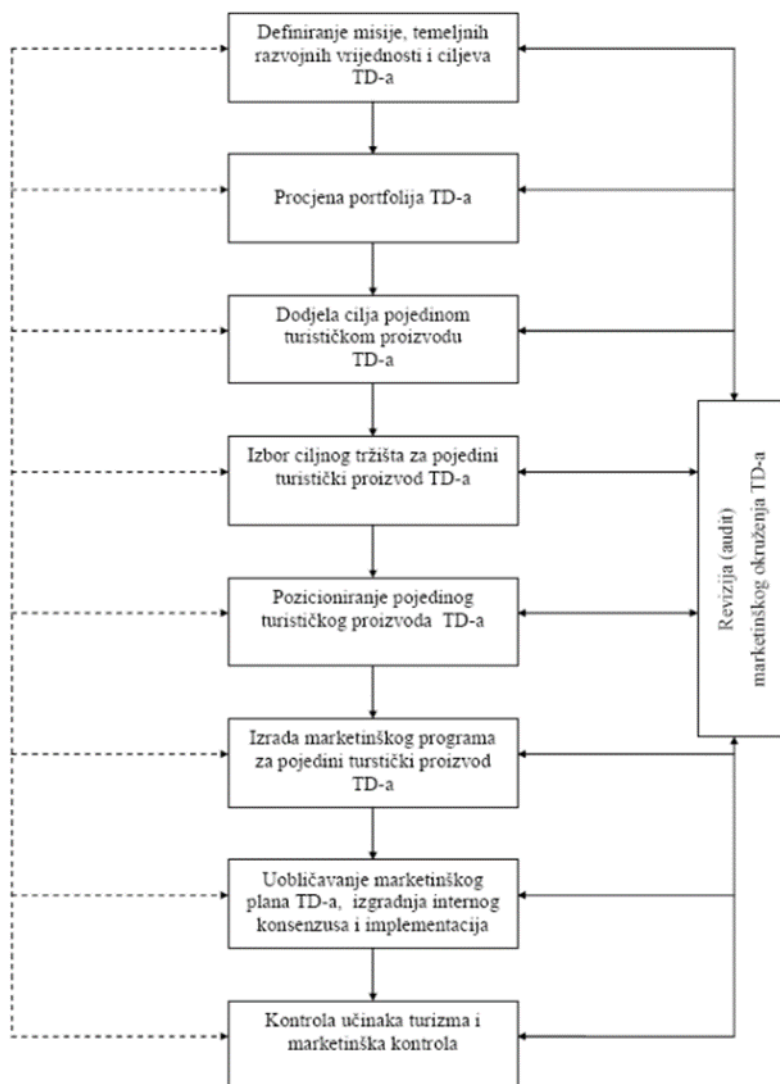 Definiranje misije, temeljnih
razvojnih vrijednosti i ciljeva
TD-a
Procjena portfolija TD-a
Dodjela cilja pojedinom
turističkom proizvodu
TD-a
Izbor ciljnog tržišta za pojedini
turistički proizvod TD-a
Pozicioniranje pojedinog
turističkog proizvoda TD-a
Izrada marketinškog programa
za pojedini turstički proizvod
TD-a
Uobličavanje marketinškog
plana TD-a, izgradnja internog
konsenzusa i implementacija
Kontrola učinaka turizma i
marketinška kontrola
Revizija (audit)
marketinškog okruženja TD-a